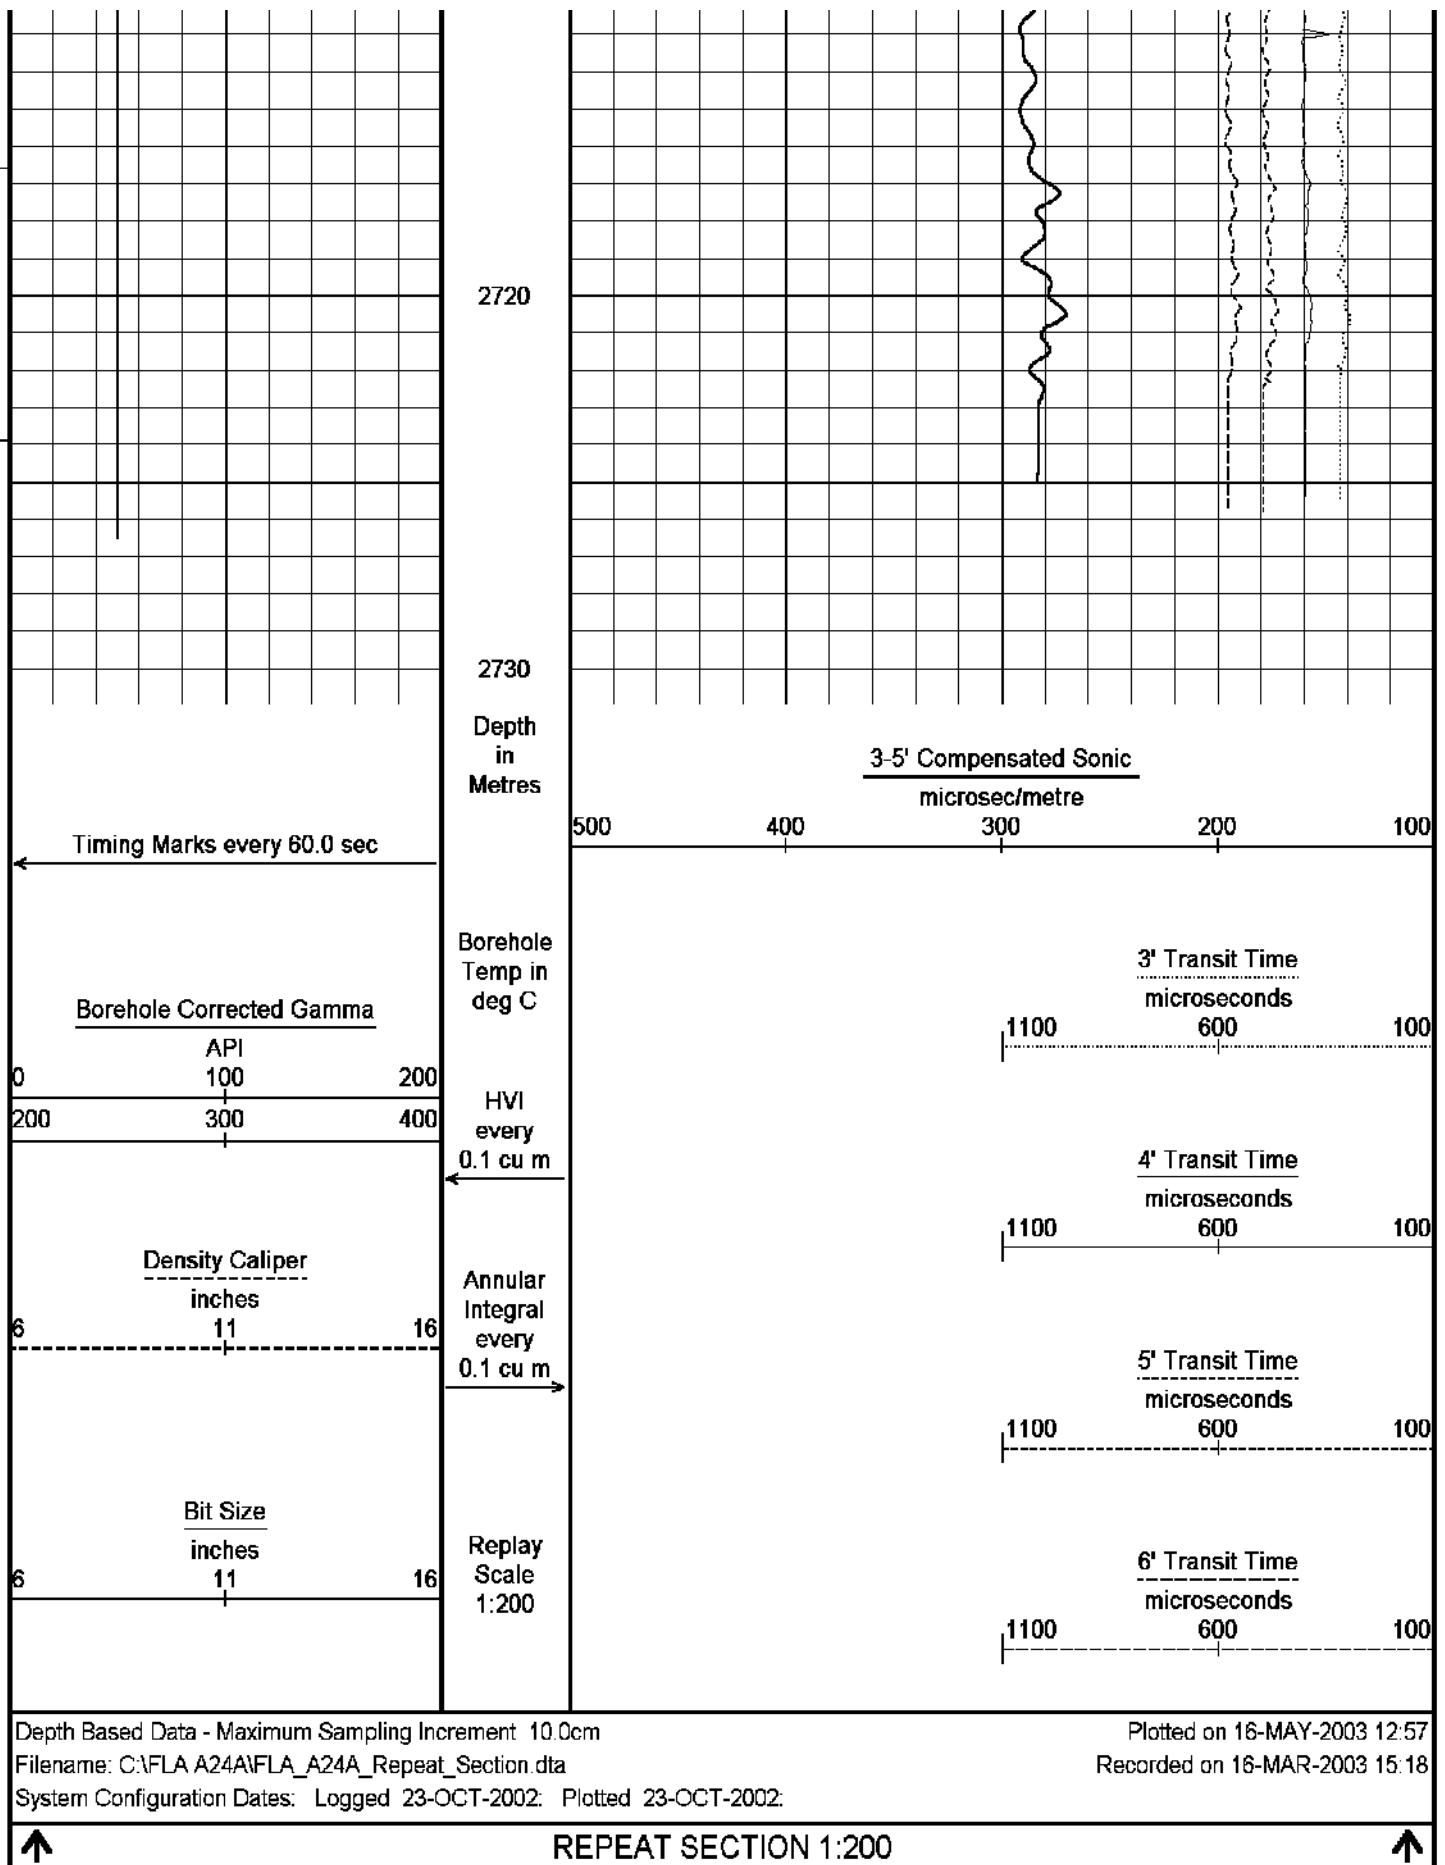 2720
2730
Depth
in
Metres
3-5' Compensated Sonic
microsec/metre
500 400 300 200 100
Timing Marks every 60.0 sec
Borehole
Temp in
deg C
3' Transit Time
microseconds
1100 600 100
Borehole Corrected Gamma
API
0 100 200
200 300 400
HVI
every
0.1 cu m
4' Transit Time
microseconds
1100 600 100
Density Caliper
inches
6 11 16
Annular
Integral
every
0.1 cu m
5' Transit Time
microseconds
1100 600 100
Bit Size
inches
6 11 16
Replay
Scale
1:200
6' Transit Time
microseconds
1100 600 100
Depth Based Data - Maximum Sampling Increment 10.0cm
Plotted on 16-MAY-2003 12:57
Filename: C:\FLA A24A\FLA_A24A_Repeat_Section.dta
Recorded on 16-MAR-2003 15:18
System Configuration Dates: Logged 23-OCT-2002: Plotted 23-OCT-2002:
REPEAT SECTION 1:200